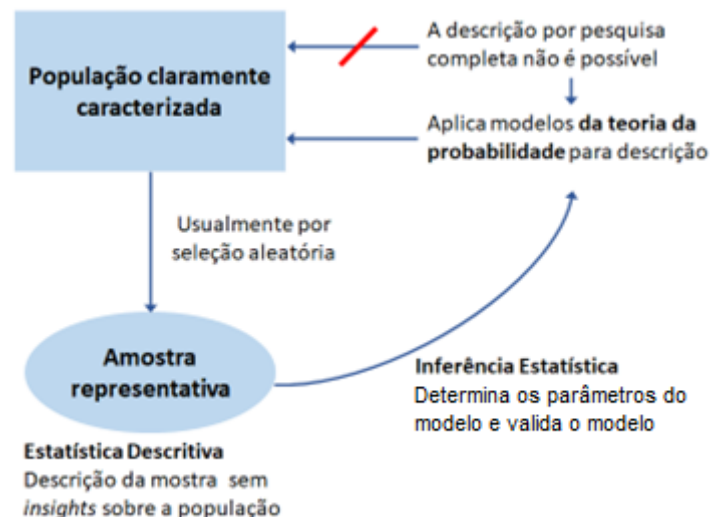 População claramente
caracterizada
A descrição por pesquisa
completa não é possível
Aplica modelos da teoria da
probabilidade para descrição
Usualmente por
seleção aleatória
Amostra
representativa
Inferência Estatística
Determina os parâmetros do
modelo e valida o modelo
Estatística Descritiva
Descrição da mostra sem
insights sobre a população